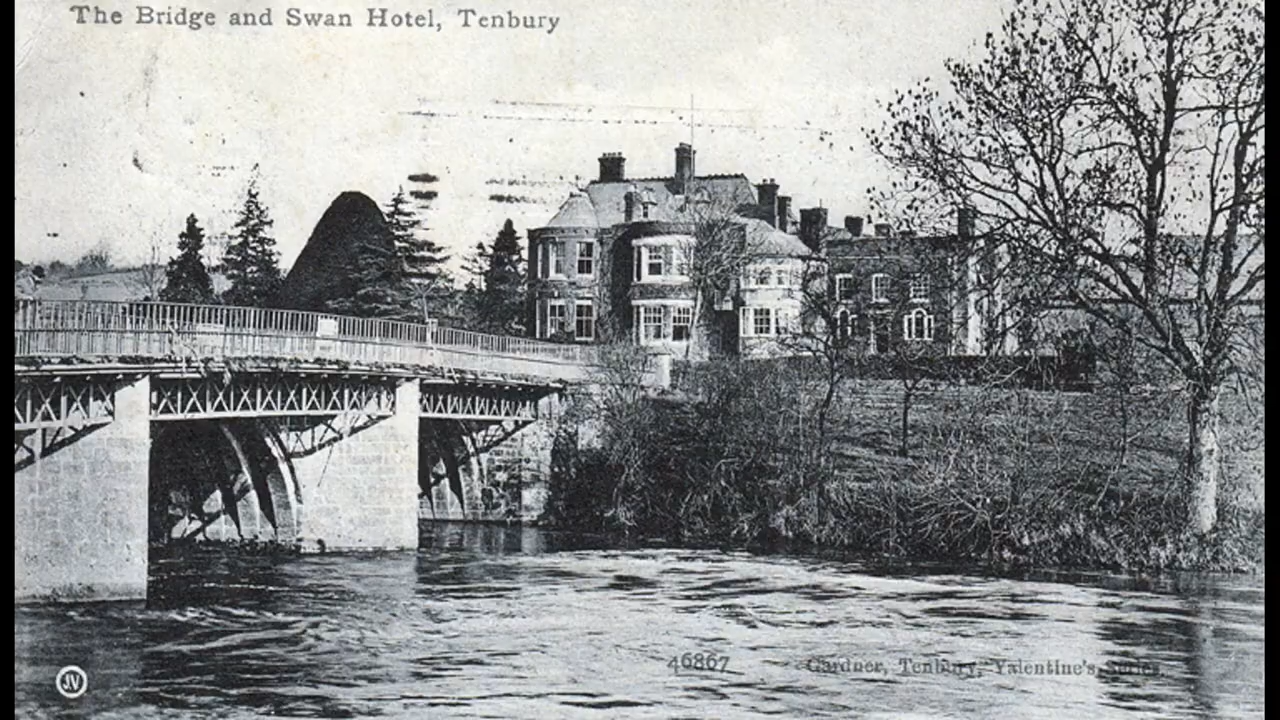 The Bridge and Swan Hotel, Tenbury
46867 Gardner, Tenbury, Valentine's Series.
JV